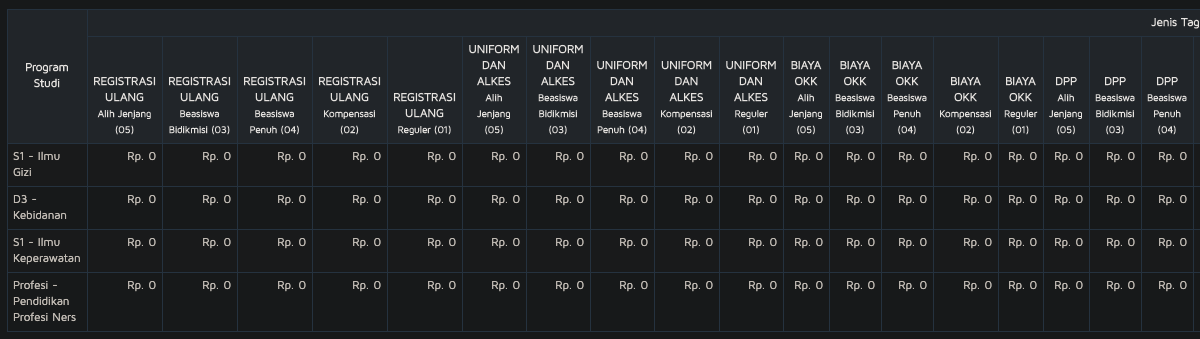 Jenis Tag
Program Studi
REGISTRASI ULANG Alih Jenjang (05)
REGISTRASI ULANG Beasiswa Bidikmisi (03)
REGISTRASI ULANG Beasiswa Penuh (04)
REGISTRASI ULANG Kompensasi (02)
REGISTRASI ULANG Reguler (01)
UNIFORM DAN ALKES Alih Jenjang (05)
UNIFORM DAN ALKES Beasiswa Bidikmisi (03)
UNIFORM DAN ALKES Beasiswa Penuh (04)
UNIFORM DAN ALKES Kompensasi (02)
UNIFORM DAN ALKES Reguler (01)
BIAYA OKK Alih Jenjang (05)
BIAYA OKK Beasiswa Bidikmisi (03)
BIAYA OKK Beasiswa Penuh (04)
BIAYA OKK Kompensasi (02)
BIAYA OKK Reguler (01)
DPP Alih Jenjang (05)
DPP Beasiswa Bidikmisi (03)
DPP Beasiswa Penuh (04)
S1 - Ilmu Gizi Rp. 0 Rp. 0 Rp. 0 Rp. 0 Rp. 0 Rp. 0 Rp. 0 Rp. 0 Rp. 0 Rp. 0 Rp. 0 Rp. 0 Rp. 0 Rp. 0 Rp. 0 Rp. 0 Rp. 0 Rp. 0
D3 - Kebidanan Rp. 0 Rp. 0 Rp. 0 Rp. 0 Rp. 0 Rp. 0 Rp. 0 Rp. 0 Rp. 0 Rp. 0 Rp. 0 Rp. 0 Rp. 0 Rp. 0 Rp. 0 Rp. 0 Rp. 0 Rp. 0
S1 - Ilmu Keperawatan Rp. 0 Rp. 0 Rp. 0 Rp. 0 Rp. 0 Rp. 0 Rp. 0 Rp. 0 Rp. 0 Rp. 0 Rp. 0 Rp. 0 Rp. 0 Rp. 0 Rp. 0 Rp. 0 Rp. 0 Rp. 0
Profesi - Pendidikan Profesi Ners Rp. 0 Rp. 0 Rp. 0 Rp. 0 Rp. 0 Rp. 0 Rp. 0 Rp. 0 Rp. 0 Rp. 0 Rp. 0 Rp. 0 Rp. 0 Rp. 0 Rp. 0 Rp. 0 Rp. 0 Rp. 0